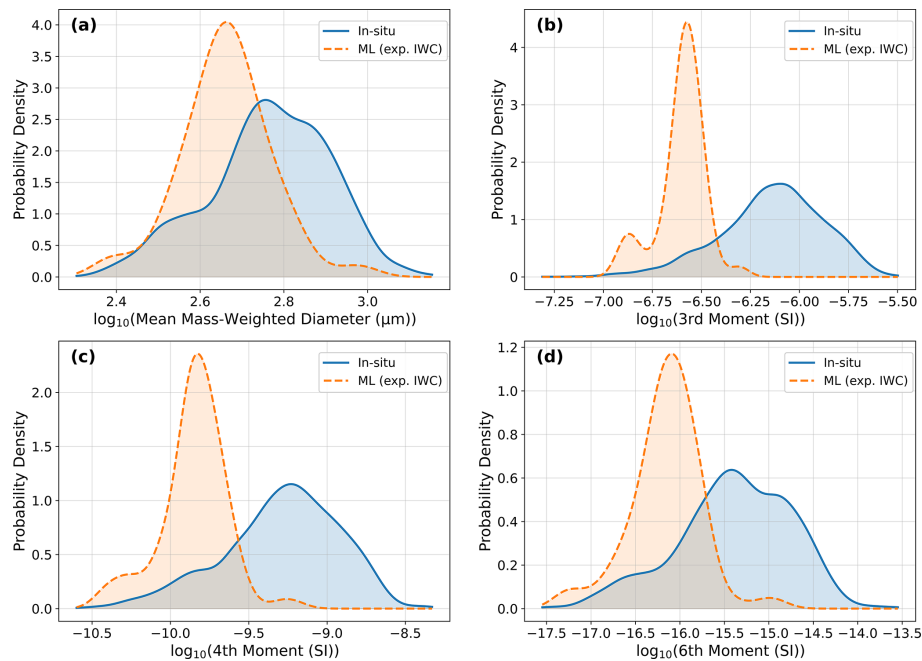 (a)
In-situ
ML (exp. IWC)
Probability Density
4.0
3.5
3.0
2.5
2.0
1.5
1.0
0.5
0.0
2.4 2.6 2.8 3.0
log₁₀(Mean Mass-Weighted Diameter (μm))
(b)
In-situ
ML (exp. IWC)
Probability Density
4
3
2
1
0
−7.25 −7.00 −6.75 −6.50 −6.25 −6.00 −5.75 −5.50
log₁₀(3rd Moment (SI))
(c)
In-situ
ML (exp. IWC)
Probability Density
2.0
1.5
1.0
0.5
0.0
−10.5 −10.0 −9.5 −9.0 −8.5
log₁₀(4th Moment (SI))
(d)
In-situ
ML (exp. IWC)
Probability Density
1.2
1.0
0.8
0.6
0.4
0.2
0.0
−17.5 −17.0 −16.5 −16.0 −15.5 −15.0 −14.5 −14.0 −13.5
log₁₀(6th Moment (SI))